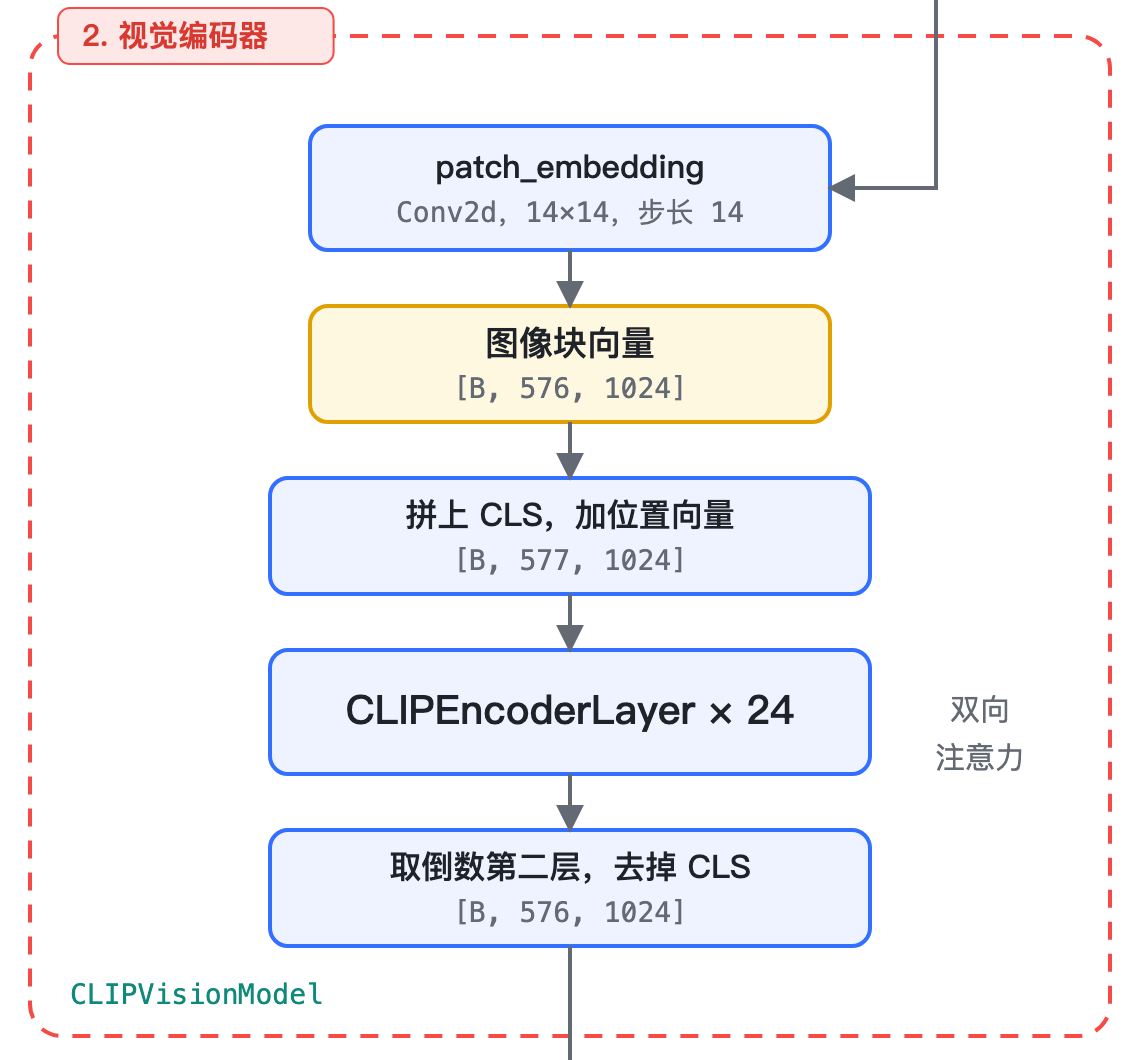 2. 视觉编码器
patch_embedding
Conv2d, 14×14, 步长 14
图像块向量
[B, 576, 1024]
拼上 CLS，加位置向量
[B, 577, 1024]
CLIPEncoderLayer × 24
双向
注意力
取倒数第二层，去掉 CLS
[B, 576, 1024]
CLIPVisionModel